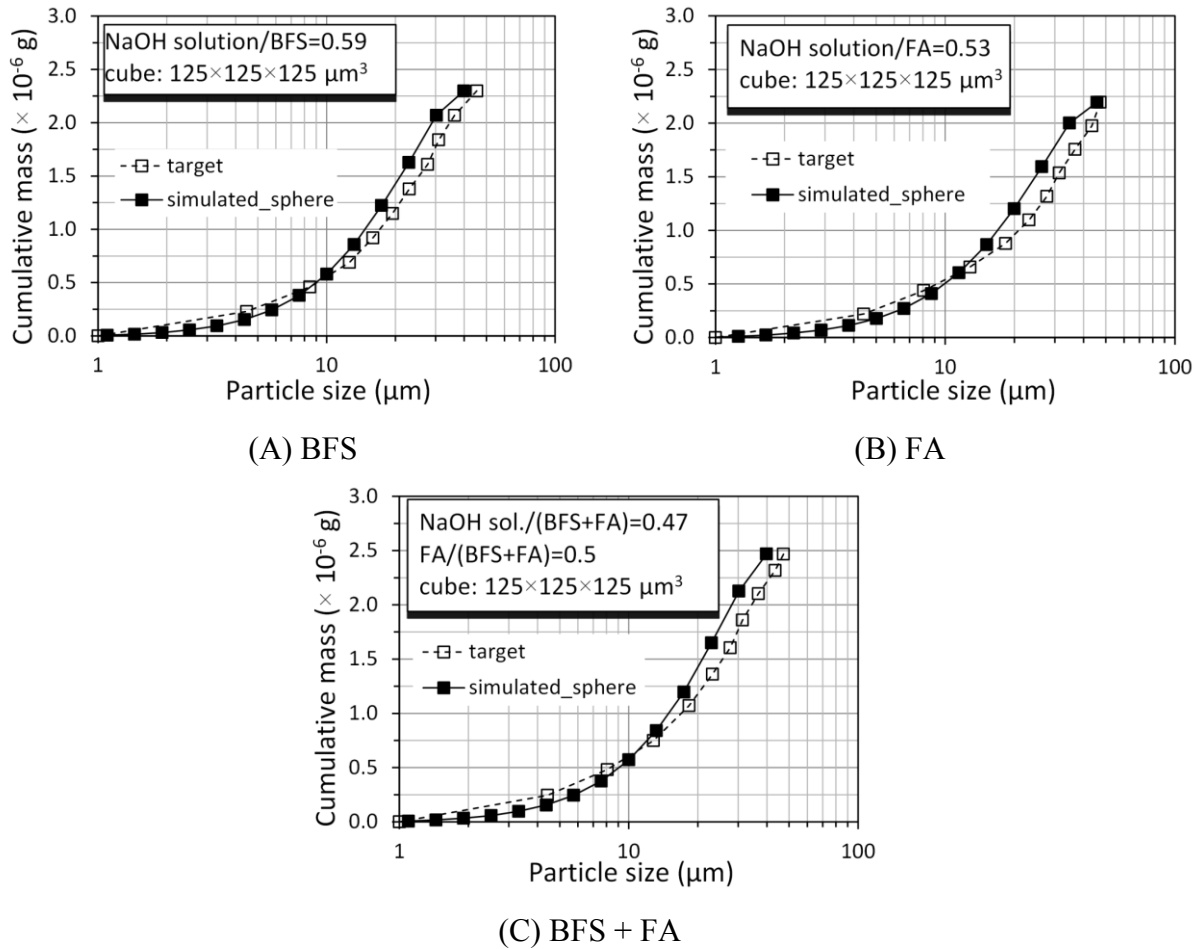 Cumulative mass (× 10⁻⁶ g)
3.0
2.5
2.0
1.5
1.0
0.5
0.0
NaOH solution/BFS=0.59
cube: 125×125×125 µm³
target
simulated_sphere
1
10
100
Particle size (µm)
(A) BFS
Cumulative mass (× 10⁻⁶ g)
3.0
2.5
2.0
1.5
1.0
0.5
0.0
NaOH solution/FA=0.53
cube: 125×125×125 µm³
target
simulated_sphere
1
10
100
Particle size (µm)
(B) FA
Cumulative mass (× 10⁻⁶ g)
3.0
2.5
2.0
1.5
1.0
0.5
0.0
NaOH sol./(BFS+FA)=0.47
FA/(BFS+FA)=0.5
cube: 125×125×125 µm³
target
simulated_sphere
1
10
100
Particle size (µm)
(C) BFS + FA